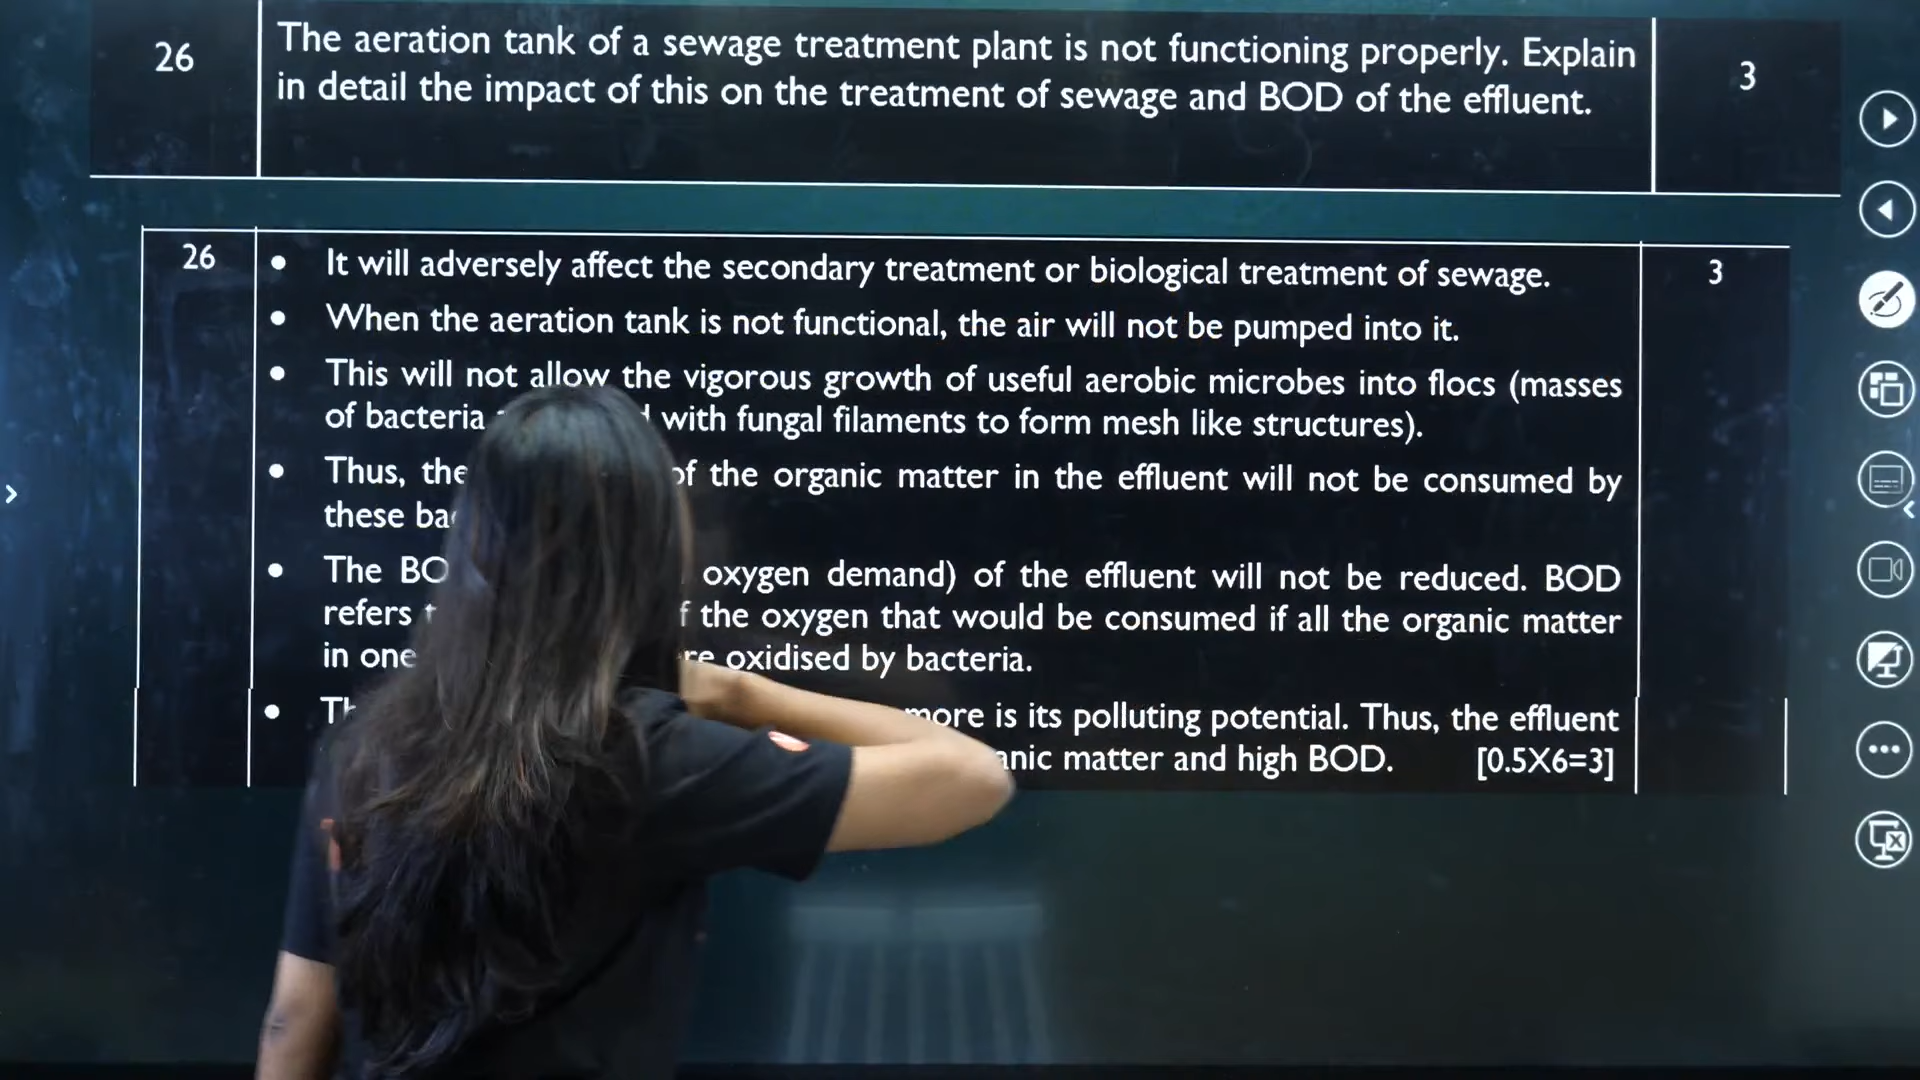 26 The aeration tank of a sewage treatment plant is not functioning properly. Explain 3
in detail the impact of this on the treatment of sewage and BOD of the effluent.
26 • It will adversely affect the secondary treatment or biological treatment of sewage. 3
• When the aeration tank is not functional, the air will not be pumped into it.
• This will not allow the vigorous growth of useful aerobic microbes into flocs (masses
of bacteria with fungal filaments to form mesh like structures).
• Thus, the of the organic matter in the effluent will not be consumed by
these
• The oxygen demand) of the effluent will not be reduced. BOD
refers the oxygen that would be consumed if all the organic matter
in one oxidised by bacteria.
• more is its polluting potential. Thus, the effluent
matter and high BOD. [0.5X6=3]